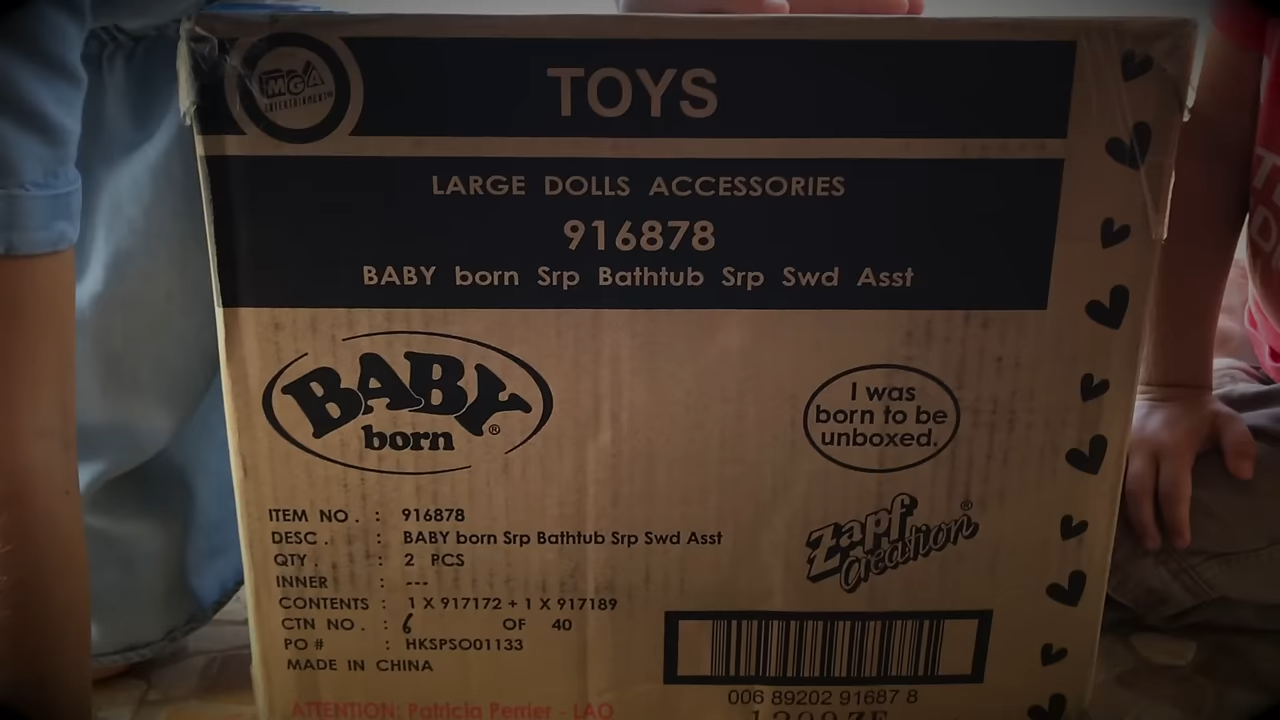 MGA
ENTERTAINMENT
TOYS
LARGE DOLLS ACCESSORIES
916878
BABY born Srp Bathtub Srp Swd Asst
BABY
born®
I was
born to be
unboxed.
Zapf
Creation®
ITEM NO. : 916878
DESC. : BABY born Srp Bathtub Srp Swd Asst
QTY. : 2 PCS
INNER : ---
CONTENTS : 1 X 917172 + 1 X 917189
CTN NO. : 6 OF 40
PO # : HKSPSO01133
MADE IN CHINA
006 89202 91687 8
ATTENTION: Patricia Perrier - LAO